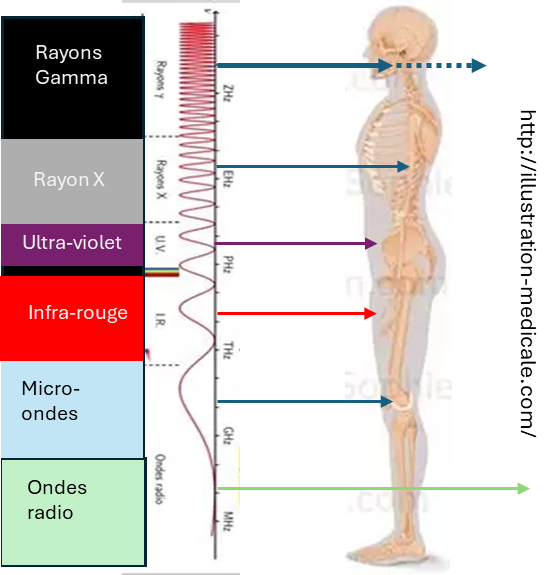 Rayons
Gamma
Rayon X
Ultra-violet
Infra-rouge
Micro-
ondes
Ondes
radio
Rayons γ
Rayons X
U.V.
I.R.
Ondes radio
ZHz
EHz
PHz
THz
GHz
MHz
http://illustration-medicale.com/